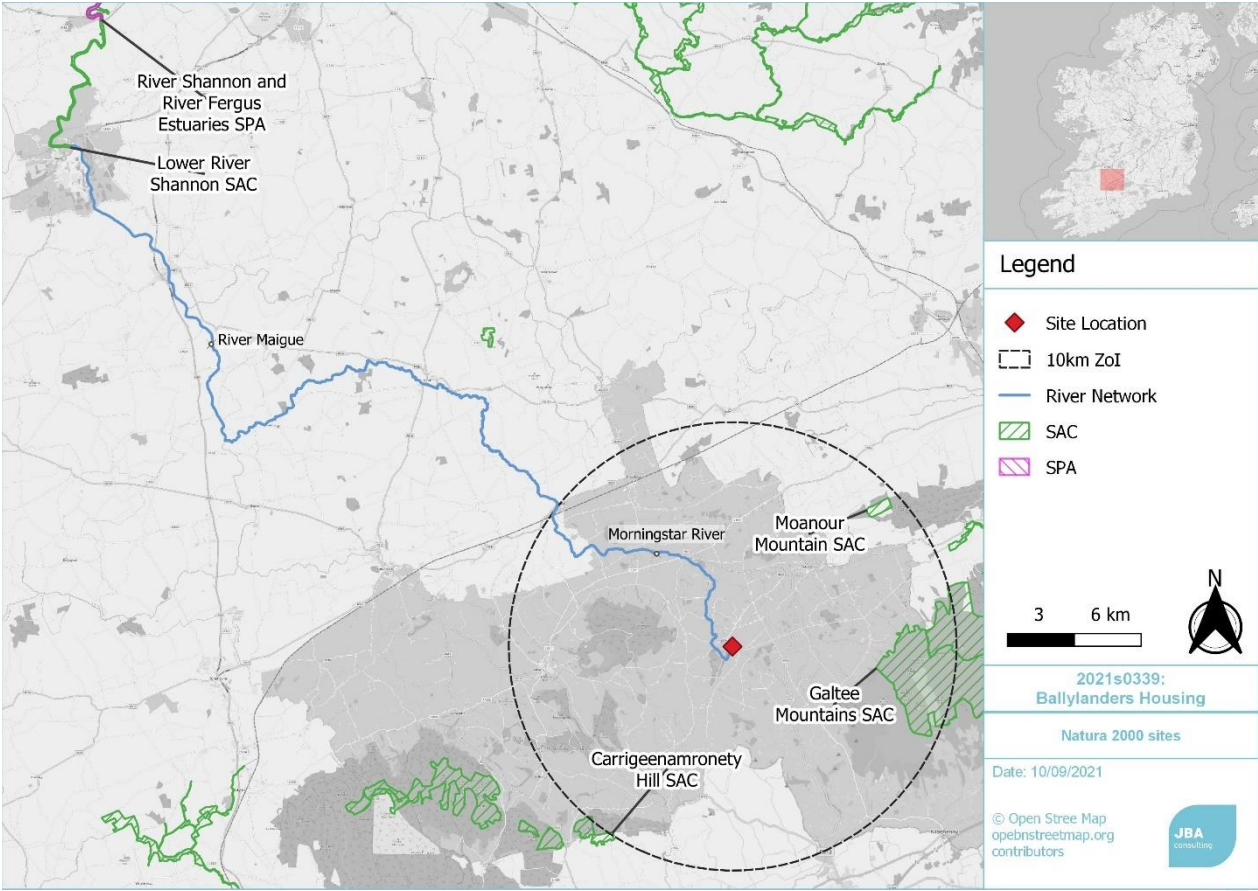 River Shannon and
River Fergus
Estuaries SPA
Lower River
Shannon SAC
River Maigue
Morningstar River
Moanour
Mountain SAC
Galtee
Mountains SAC
Carrigeenamronety
Hill SAC
Legend
Site Location
10km ZoI
River Network
SAC
SPA
3 6 km
N
2021s0339:
Ballylanders Housing
Natura 2000 sites
Date: 10/09/2021
© Open Stree Map
opebnstreetmap.org
contributors
JBA
consulting